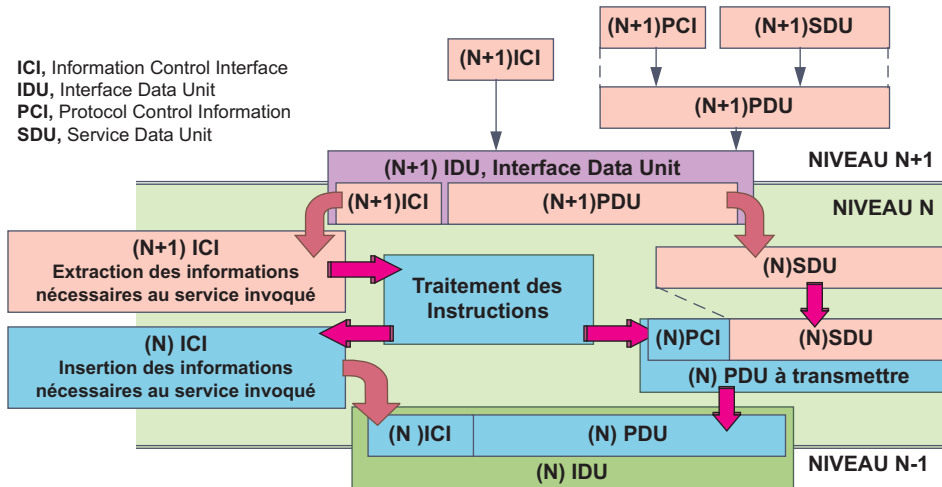 (N+1)PCI
(N+1)SDU
(N+1)ICI
ICI, Information Control Interface
IDU, Interface Data Unit
PCI, Protocol Control Information
SDU, Service Data Unit
(N+1)PDU
(N+1) IDU, Interface Data Unit
NIVEAU N+1
(N+1)ICI
(N+1)PDU
NIVEAU N
(N+1) ICI
Extraction des informations
nécessaires au service invoqué
(N)SDU
Traitement des
Instructions
(N) ICI
Insertion des informations
nécessaires au service invoqué
(N)PCI
(N)SDU
(N) PDU à transmettre
(N )ICI
(N) PDU
(N) IDU
NIVEAU N-1